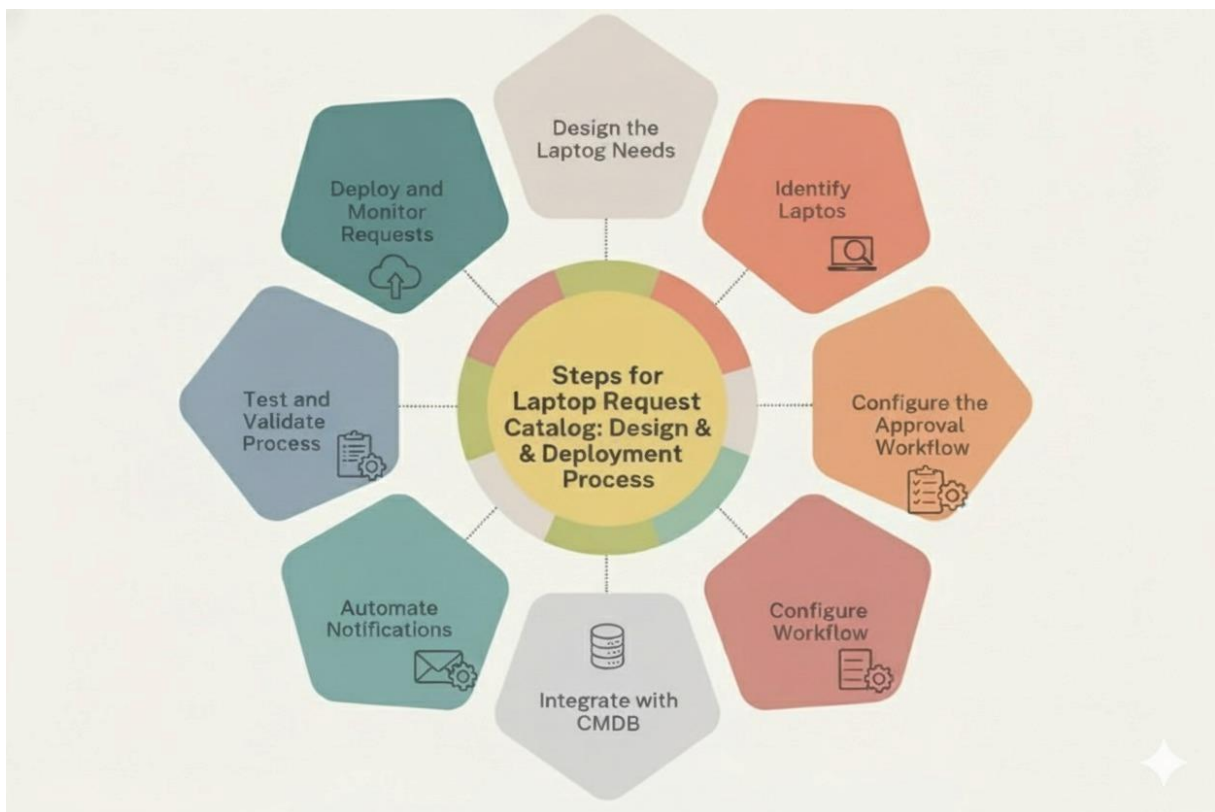 Design the
Laptog Needs
Identify
Laptos
Configure the
Approval
Workflow
Configure
Workflow
Integrate with
CMDB
Automate
Notifications
Test and
Validate
Process
Deploy and
Monitor
Requests
Steps for
Laptop Request
Catalog: Design &
& Deployment
Process